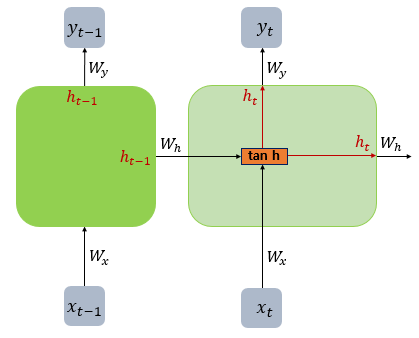 y_{t-1} y_t
W_y W_y
h_{t-1} h_t
h_{t-1} W_h tan h h_t W_h
W_x W_x
x_{t-1} x_t